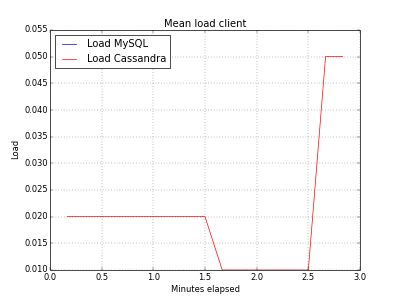 Mean load client
0.055
Load MySQL
Load Cassandra
0.050
0.045
0.040
0.035
0.030
0.025
0.020
0.015
0.010
Load
0.0 0.5 1.0 1.5 2.0 2.5 3.0
Minutes elapsed